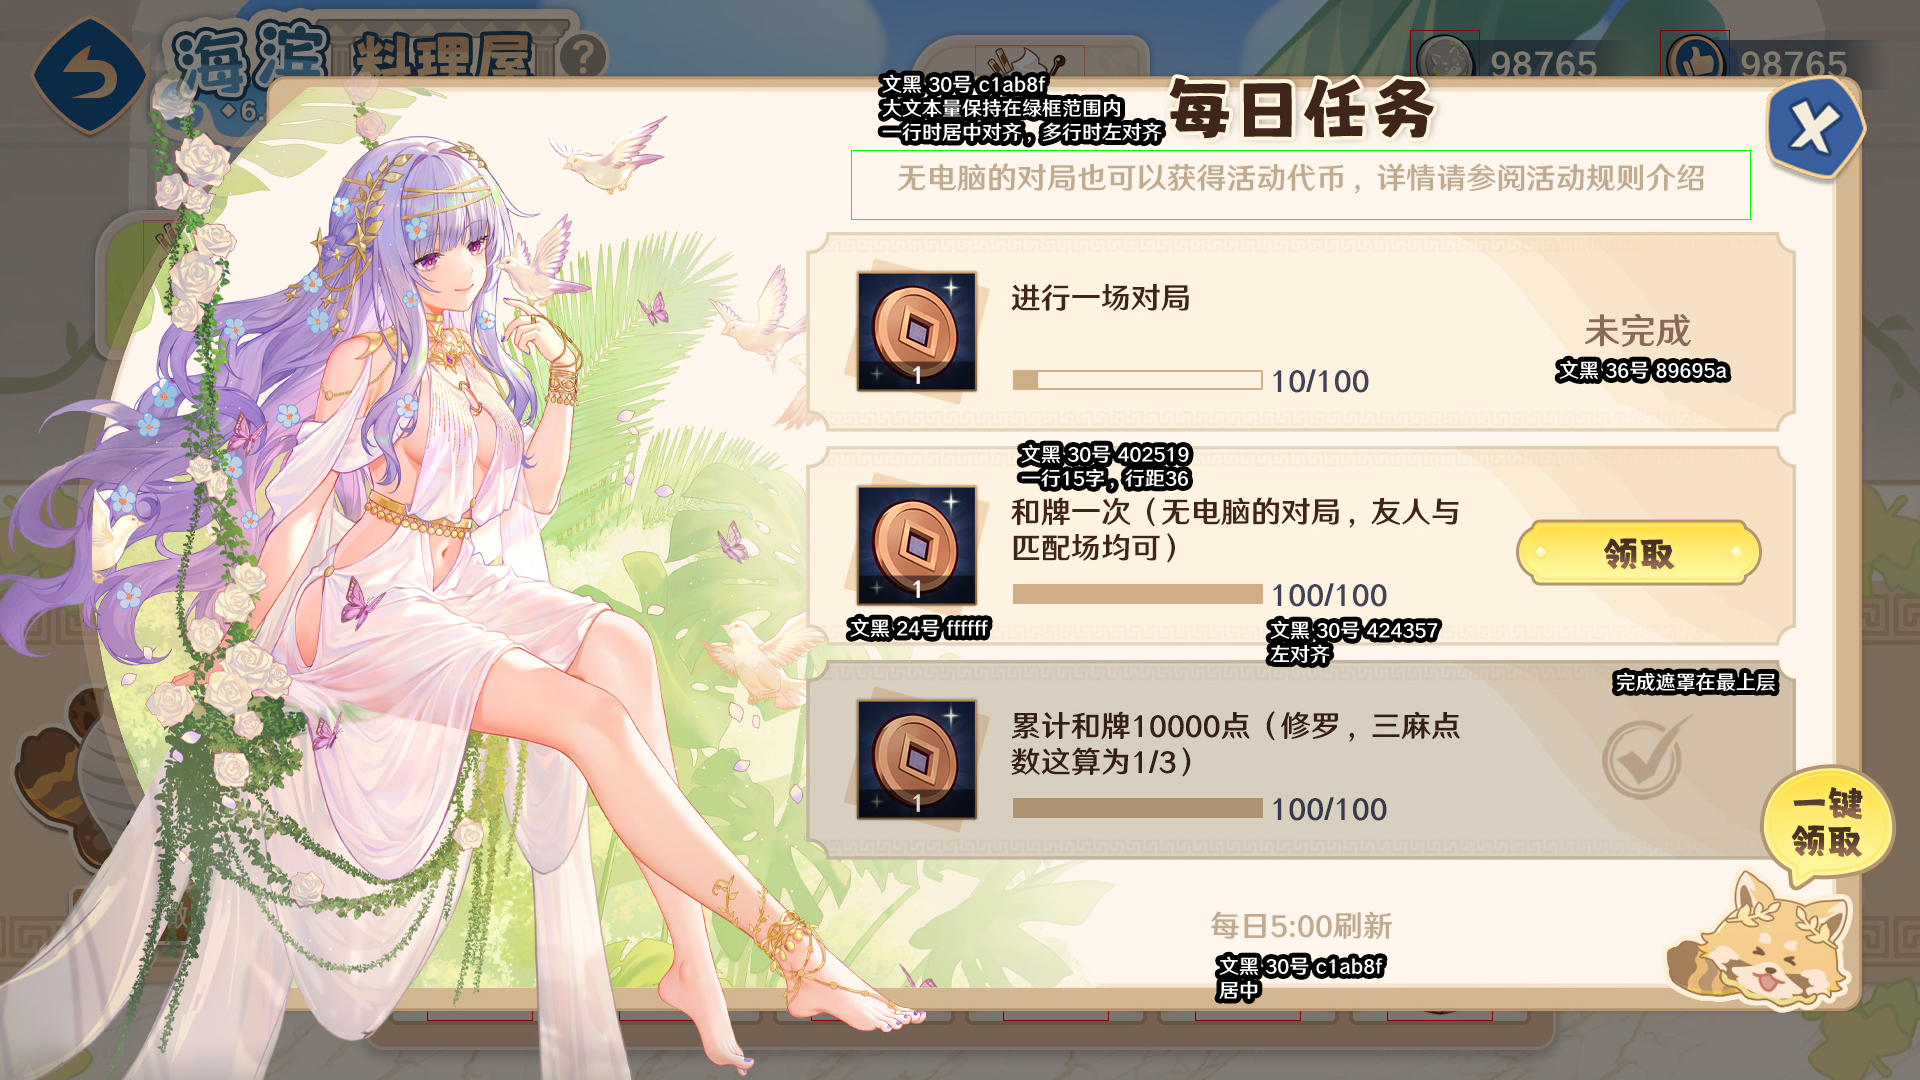 海滨料理屋
?
98765
98765
6.
文黑 30号 c1ab8f
大文本量保持在绿框范围内
一行时居中对齐，多行时左对齐
每日任务
X
无电脑的对局也可以获得活动代币，详情请参阅活动规则介绍
1
进行一场对局
10/100
未完成
文黑 36号 89695a
文黑 30号 402519
一行15字，行距36
1
和牌一次（无电脑的对局，友人与
匹配场均可）
100/100
领取
文黑 24号 ffffff
文黑 30号 424357
左对齐
完成遮罩在最上层
1
累计和牌10000点（修罗，三麻点
数这算为1/3）
100/100
一键
领取
每日5:00刷新
文黑 30号 c1ab8f
居中